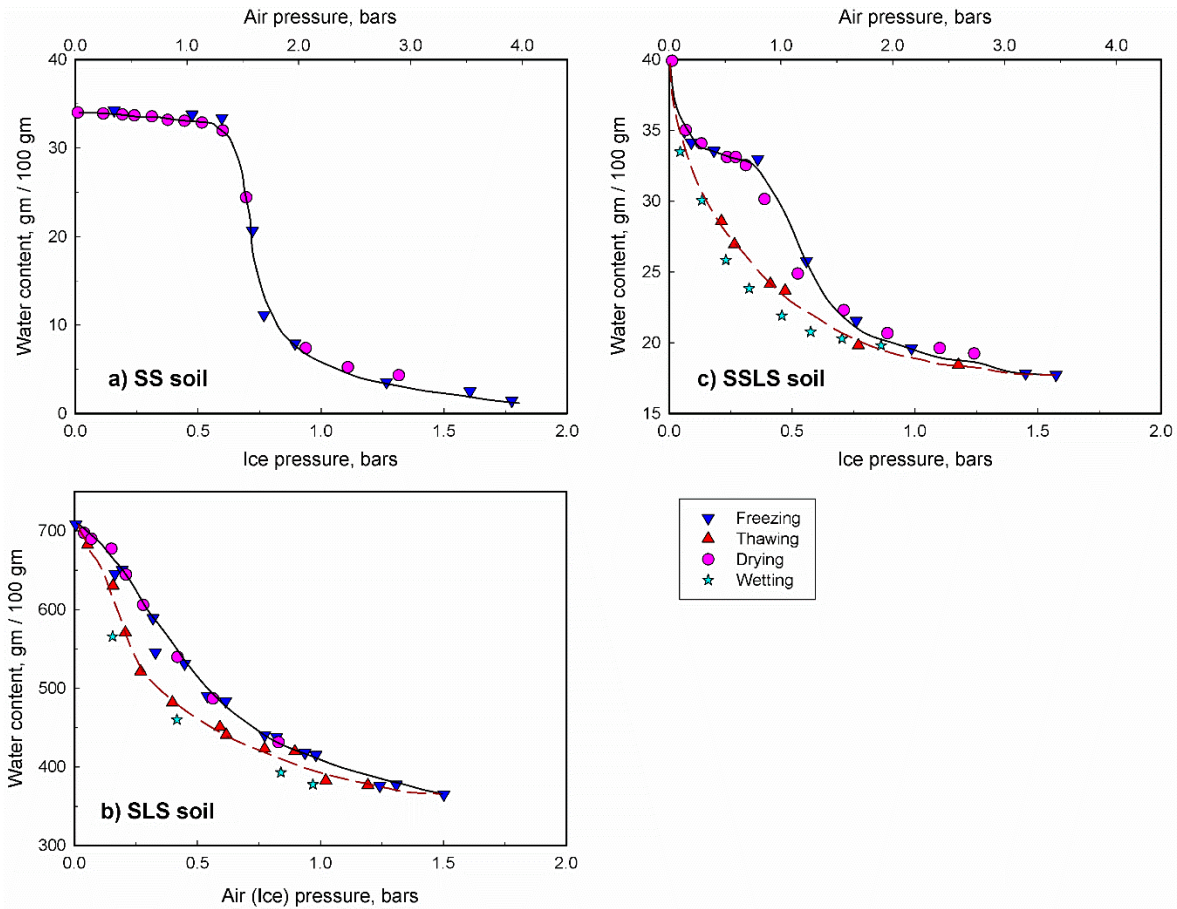 Air pressure, bars
0.0 1.0 2.0 3.0 4.0
40
30
20
10
0
Water content, gm / 100 gm
a) SS soil
0.0 0.5 1.0 1.5 2.0
Ice pressure, bars
Air pressure, bars
0.0 1.0 2.0 3.0 4.0
40
35
30
25
20
15
Water content, gm / 100 gm
c) SSLS soil
0.0 0.5 1.0 1.5 2.0
Ice pressure, bars
700
600
500
400
300
Water content, gm / 100 gm
b) SLS soil
0.0 0.5 1.0 1.5 2.0
Air (Ice) pressure, bars
Freezing
Thawing
Drying
Wetting